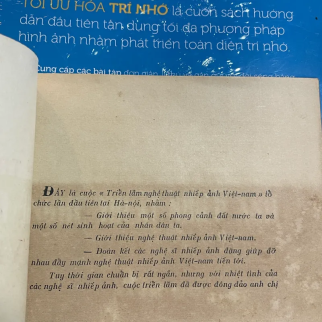 TỐI ƯU HÓA TRÍ NHỚ là cuốn sách hướng
dẫn đầu tiên tận dụng tối đa phương pháp
hình ảnh nhằm phát triển toàn diện trí nhớ.
Cung cấp các bài tập đơn giản,
ĐÂY là cuộc « Triển lãm nghệ thuật nhiếp ảnh Việt-nam » tổ
chức lần đầu tiên tại Hà-nội, nhằm :
— Giới thiệu một số phong cảnh đất nước ta và
một số nét sinh hoạt của nhân dân ta,
— Giới thiệu nghệ thuật nhiếp ảnh Việt-nam,
— Đoàn kết các nghệ sĩ nhiếp ảnh đặng giúp đỡ
nhau đẩy mạnh nghệ thuật nhiếp ảnh Việt-nam tiến tới.
Tuy thời gian chuẩn bị rất ngắn, nhưng với nhiệt tình của
các nghệ sĩ nhiếp ảnh, cuộc triển lãm đã được đông đảo anh chị